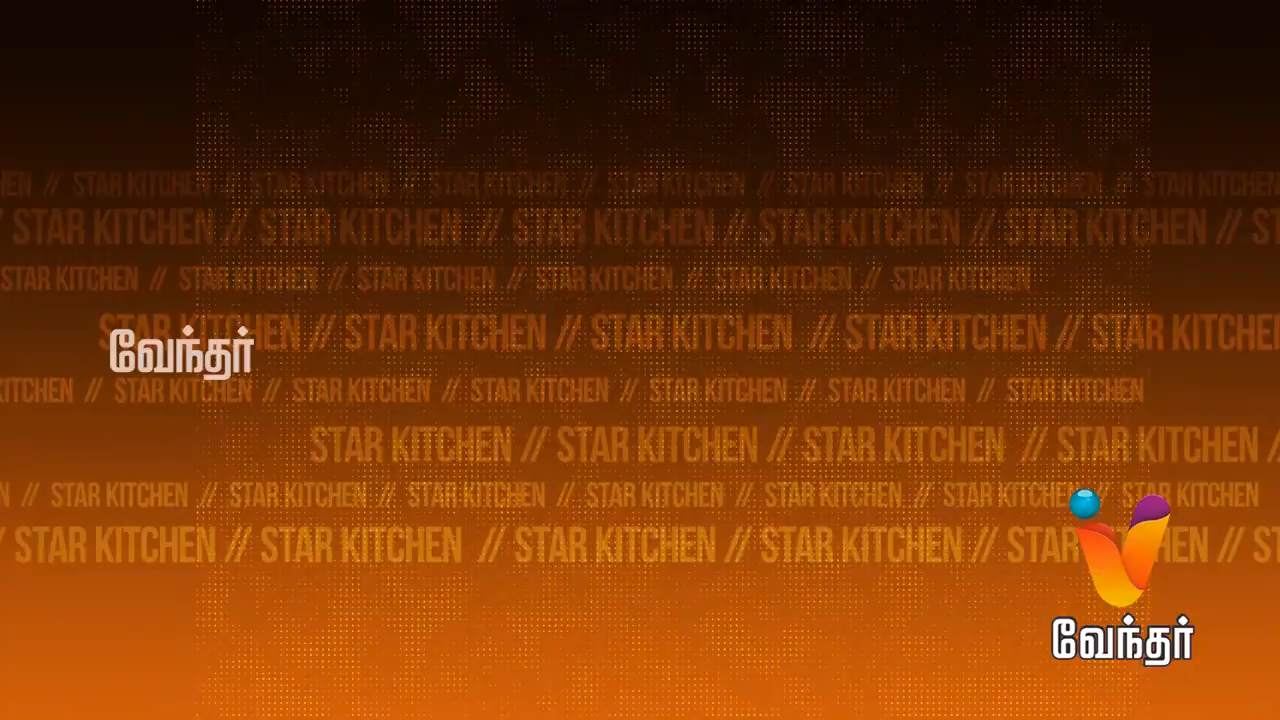 STAR KITCHEN // STAR KITCHEN // STAR KITCHEN // STAR KITCHEN // STAR KITCHEN // STAR KITCHEN // STAR KITCHEN
// STAR KITCHEN // STAR KITCHEN // STAR KITCHEN // STAR KITCHEN // STAR KITCHEN //
STAR KITCHEN // STAR KITCHEN // STAR KITCHEN // STAR KITCHEN // STAR KITCHEN // STAR KITCHEN
STAR KITCHEN // STAR KITCHEN // STAR KITCHEN // STAR KITCHEN // STAR KITCHEN
வேந்தர்
KITCHEN // STAR KITCHEN // STAR KITCHEN // STAR KITCHEN // STAR KITCHEN // STAR KITCHEN // STAR KITCHEN
STAR KITCHEN // STAR KITCHEN // STAR KITCHEN // STAR KITCHEN //
// STAR KITCHEN // STAR KITCHEN // STAR KITCHEN // STAR KITCHEN // STAR KITCHEN // STAR KITCHEN // STAR KITCHEN
// STAR KITCHEN // STAR KITCHEN // STAR KITCHEN // STAR KITCHEN // STAR KITCHEN //
வேந்தர்